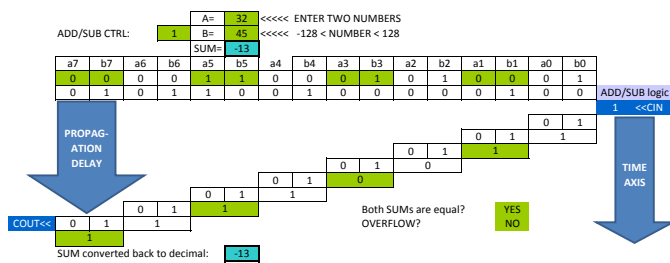 A= 32 <<<<< ENTER TWO NUMBERS
ADD/SUB CTRL: 1 B= 45 <<<<< -128 < NUMBER < 128
SUM= -13
a7 b7 a6 b6 a5 b5 a4 b4 a3 b3 a2 b2 a1 b1 a0 b0
0 0 0 1 1 1 0 0 0 1 0 1 0 0 0 1
0 1 0 1 1 0 0 1 0 0 0 0 0 1 0 0 ADD/SUB logic
1 <<CIN
0 1
PROPAG-
ATION
DELAY
0 1 1
0 1 1
TIME
AXIS
0 1 0
0 1 0
0 1 1
0 1 1 Both SUMs are equal? YES
COUT<< 0 1 1 OVERFLOW? NO
1
SUM converted back to decimal: -13